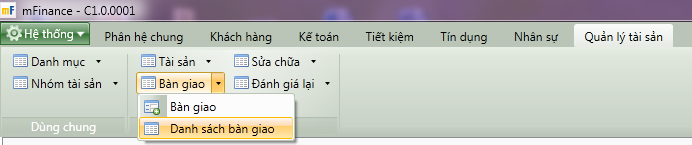 mF mFinance - C1.0.0001
Hệ thống Phân hệ chung Khách hàng Kế toán Tiết kiệm Tín dụng Nhân sự Quản lý tài sản
Danh mục Tài sản Sửa chữa
Nhóm tài sản Bàn giao Đánh giá lại
Bàn giao
Dùng chung Danh sách bàn giao